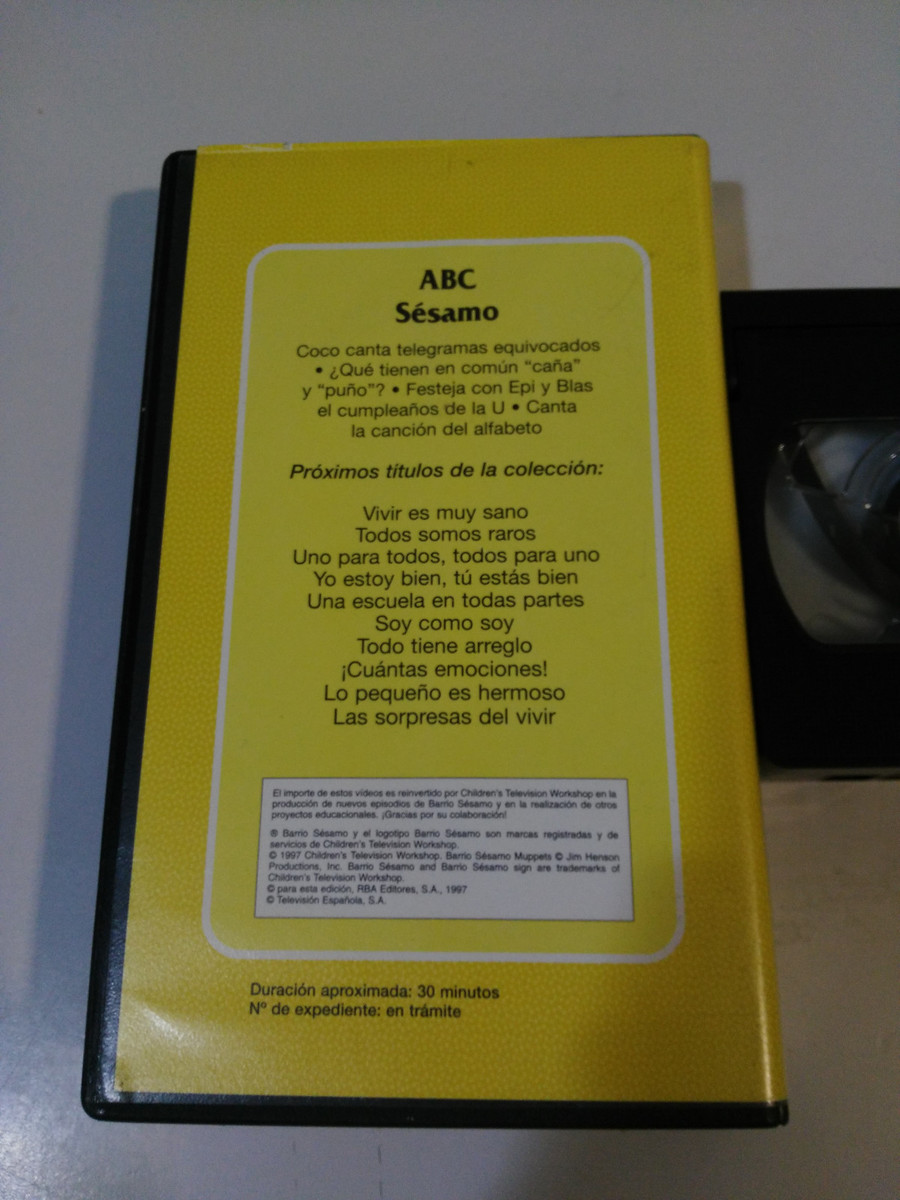 ABC
Sésamo
Coco canta telegramas equivocados
• ¿Qué tienen en común “caña”
y “puño”? • Festeja con Epi y Blas
el cumpleaños de la U • Canta
la canción del alfabeto
Próximos títulos de la colección:
Vivir es muy sano
Todos somos raros
Uno para todos, todos para uno
Yo estoy bien, tú estás bien
Una escuela en todas partes
Soy como soy
Todo tiene arreglo
¡Cuántas emociones!
Lo pequeño es hermoso
Las sorpresas del vivir
El importe de estos vídeos es reinvertido por Children's Television Workshop en la
producción de nuevos episodios de Barrio Sésamo y en la realización de otros
proyectos educacionales. ¡Gracias por su colaboración!
® Barrio Sésamo y el logotipo Barrio Sésamo son marcas registradas y de
servicios de Children's Television Workshop.
© 1997 Children's Television Workshop. Barrio Sésamo Muppets © Jim Henson
Productions, Inc. Barrio Sésamo and Barrio Sésamo sign are trademarks of
Children's Television Workshop.
© para esta edición, RBA Editores, S.A., 1997
© Televisión Española, S.A.
Duración aproximada: 30 minutos
Nº de expediente: en trámite